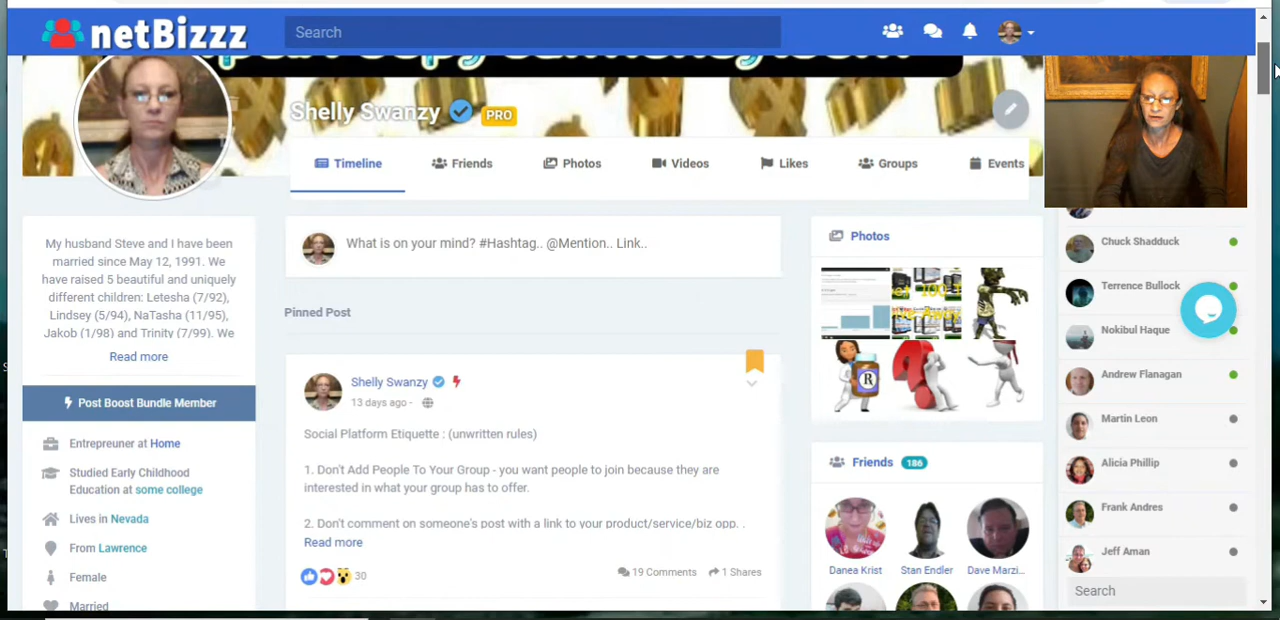 netBizzz
Search
Shelly Swanzy PRO
Timeline
Friends
Photos
Videos
Likes
Groups
Events
My husband Steve and I have been
married since May 12, 1991. We
have raised 5 beautiful and uniquely
different children: Letesha (7/92),
Lindsey (5/94), NaTasha (11/95),
Jakob (1/98) and Trinity (7/99). We
Read more
Post Boost Bundle Member
Entrepreuner at Home
Studied Early Childhood
Education at some college
Lives in Nevada
From Lawrence
Female
Married
What is on your mind? #Hashtag.. @Mention.. Link..
Pinned Post
Shelly Swanzy
13 days ago -
Social Platform Etiquette : (unwritten rules)
1. Don't Add People To Your Group - you want people to join because they are
interested in what your group has to offer.
2. Don't comment on someone's post with a link to your product/service/biz opp. . 
Read more
30
19 Comments
1 Shares
Photos
R
Friends 186
Danea Krist
Stan Endler
Dave Marzi...
Chuck Shadduck
Terrence Bullock
Nokibul Haque
Andrew Flanagan
Martin Leon
Alicia Phillip
Frank Andres
Jeff Aman
Search